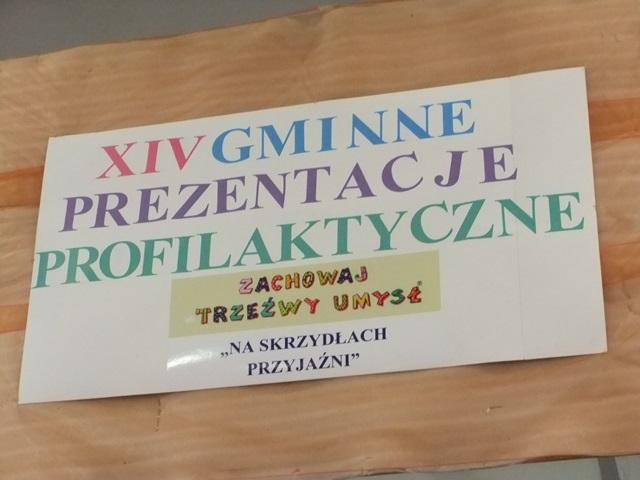 XIV GMINNE
PREZENTACJE
PROFILAKTYCZNE
ZACHOWAJ
TRZEŹWY UMYSŁ®
„NA SKRZYDŁACH
PRZYJAŹNI”